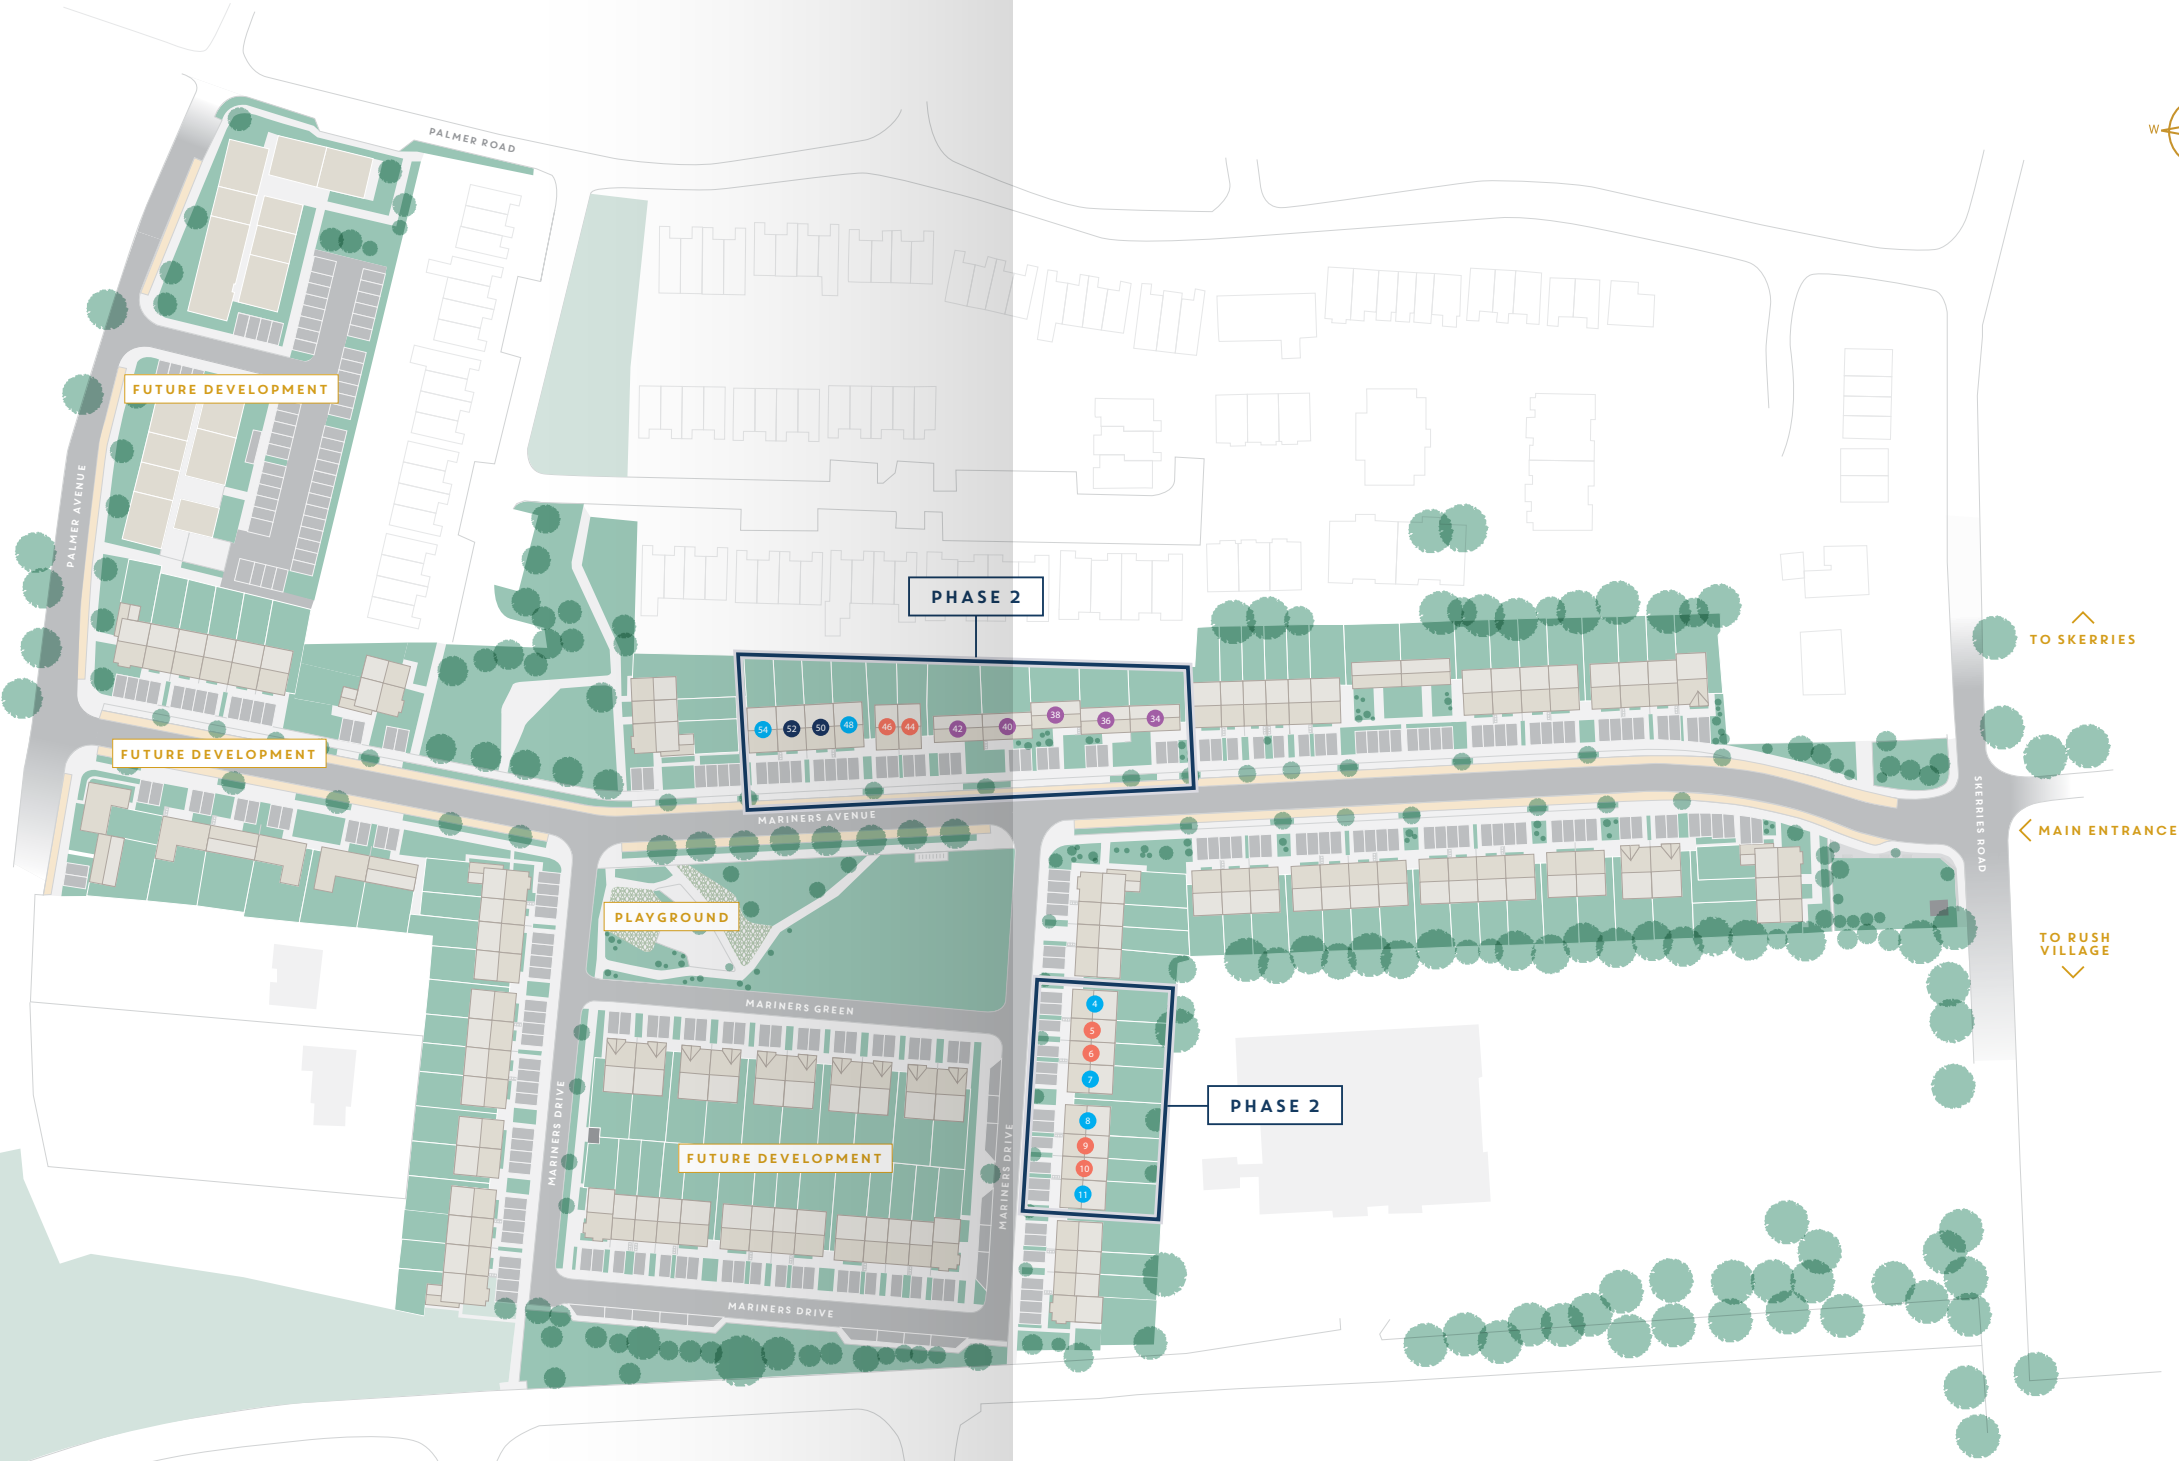 PALMER ROAD
W
FUTURE DEVELOPMENT
PALMER AVENUE
PHASE 2
TO SKERRIES
54
52
50
48
46
44
42
40
38
36
34
FUTURE DEVELOPMENT
MARINERS AVENUE
SKERRIES ROAD
MAIN ENTRANCE
PLAYGROUND
TO RUSH
VILLAGE
MARINERS GREEN
4
5
6
7
8
9
10
11
PHASE 2
MARINERS DRIVE
FUTURE DEVELOPMENT
MARINERS DRIVE
MARINERS DRIVE